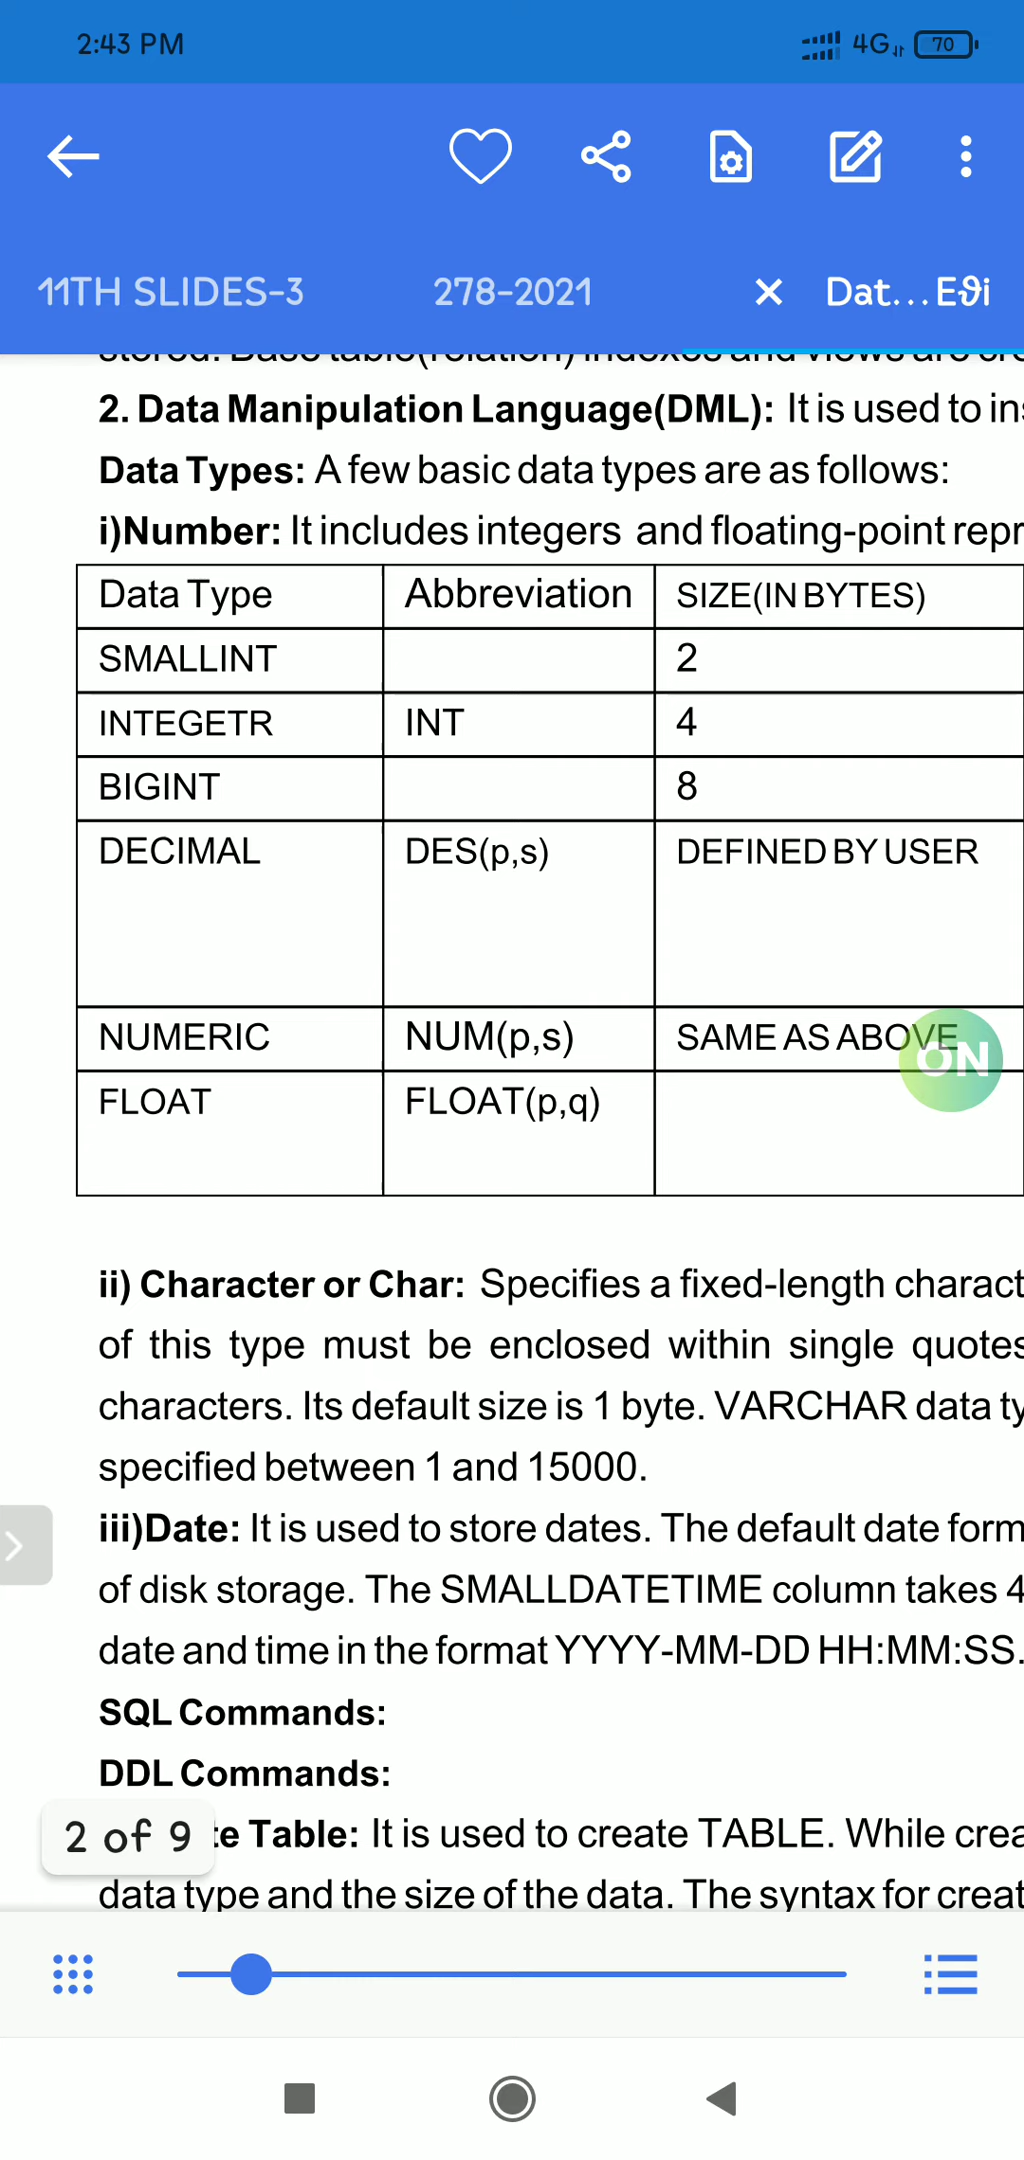 2:43 PM 4G 70
11TH SLIDES-3 278-2021 Dat...Eϑi
2. Data Manipulation Language(DML): It is used to ins
Data Types: A few basic data types are as follows:
i)Number: It includes integers and floating-point repr
Data Type Abbreviation SIZE(IN BYTES)
SMALLINT 2
INTEGETR INT 4
BIGINT 8
DECIMAL DES(p,s) DEFINED BY USER
NUMERIC NUM(p,s) SAME AS ABOVE
ON
FLOAT FLOAT(p,q)
ii) Character or Char: Specifies a fixed-length charact
of this type must be enclosed within single quotes
characters. Its default size is 1 byte. VARCHAR data ty
specified between 1 and 15000.
iii)Date: It is used to store dates. The default date form
of disk storage. The SMALLDATETIME column takes 4
date and time in the format YYYY-MM-DD HH:MM:SS.
SQL Commands:
DDL Commands:
2 of 9 te Table: It is used to create TABLE. While crea
data type and the size of the data. The syntax for creat